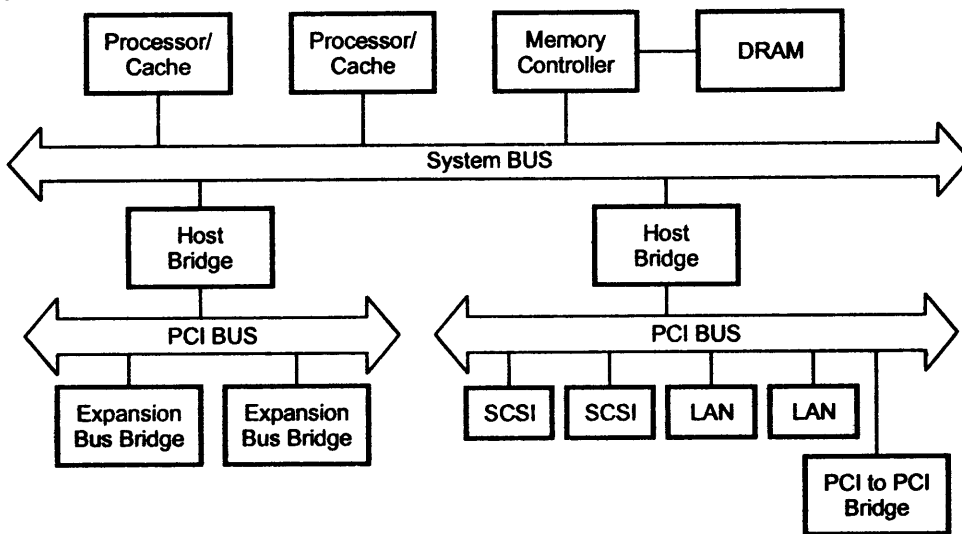 Processor/
Cache
Processor/
Cache
Memory
Controller
DRAM
System BUS
Host
Bridge
Host
Bridge
PCI BUS
PCI BUS
Expansion
Bus Bridge
Expansion
Bus Bridge
SCSI
SCSI
LAN
LAN
PCI to PCI
Bridge